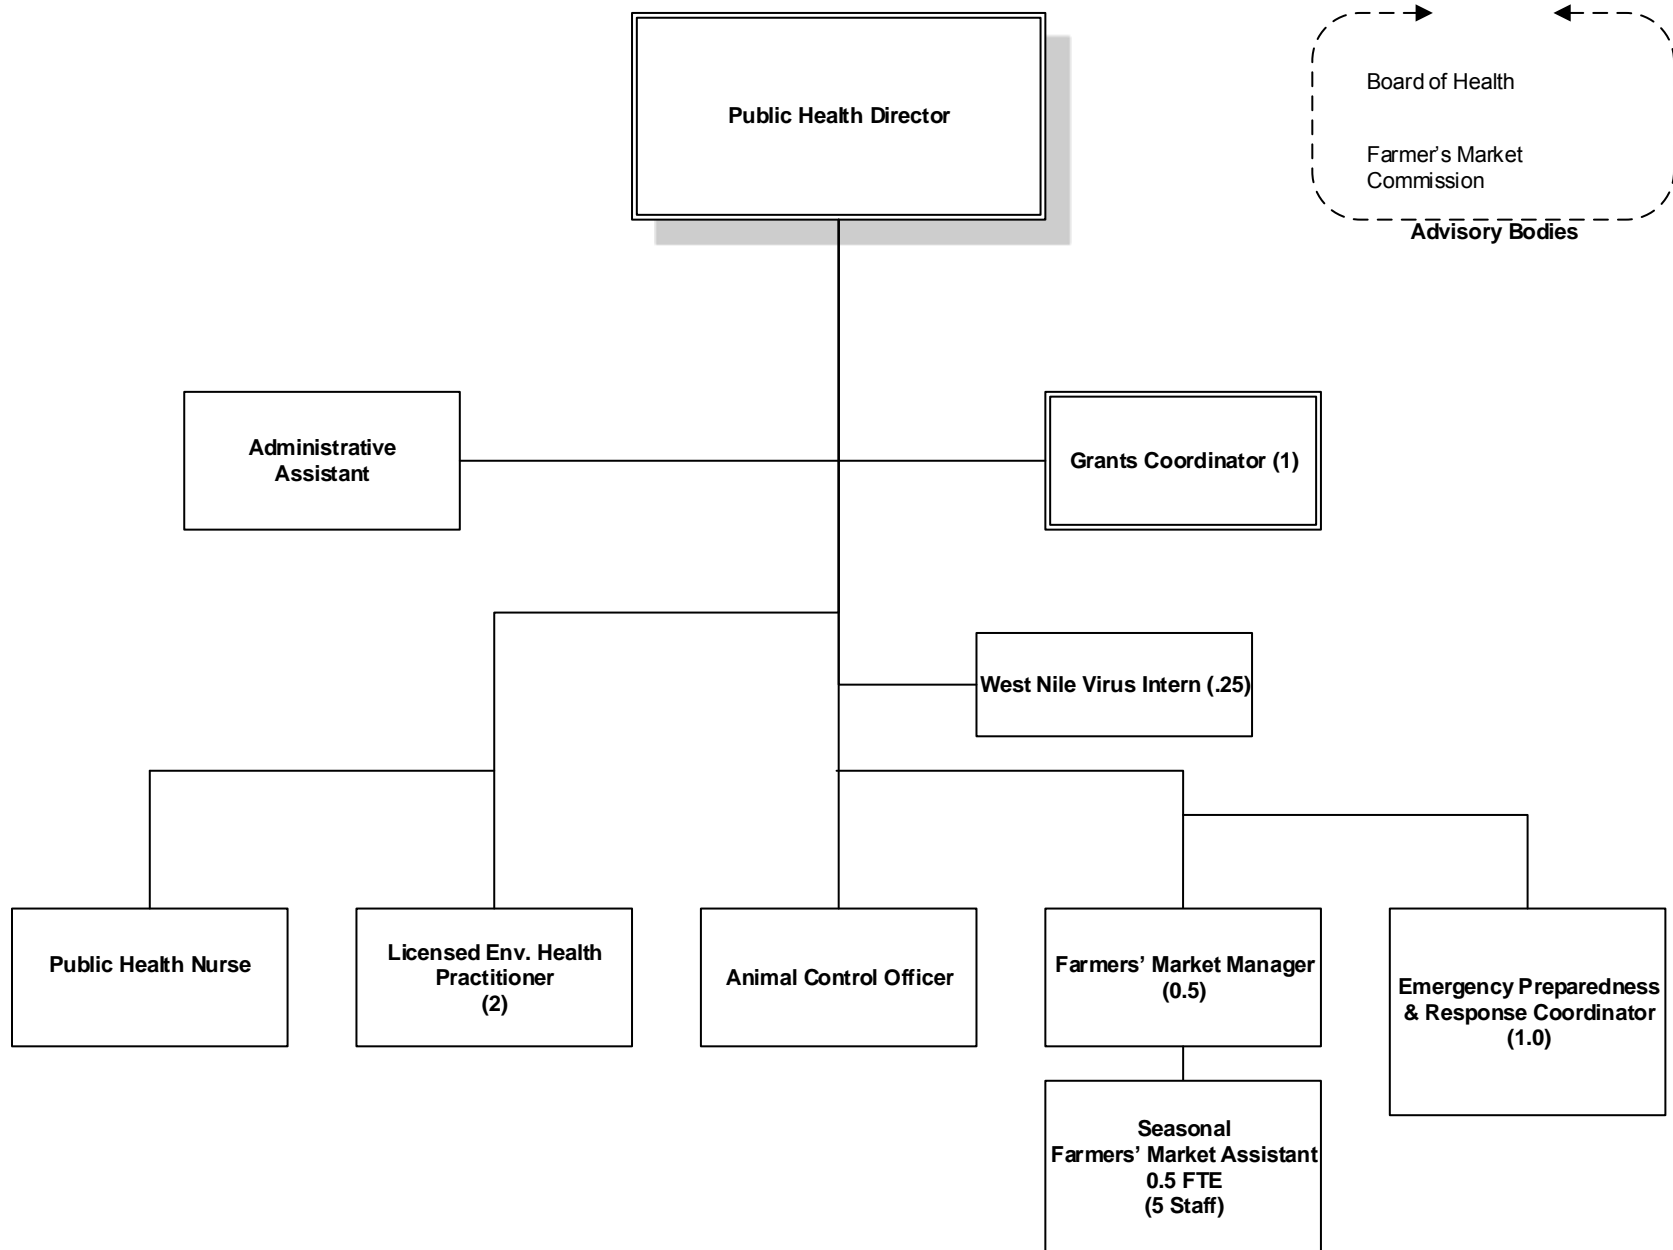 Public Health Director
Board of Health
Farmer’s Market
Commission
Advisory Bodies
Administrative
Assistant
Grants Coordinator (1)
West Nile Virus Intern (.25)
Public Health Nurse
Licensed Env. Health
Practitioner
(2)
Animal Control Officer
Farmers’ Market Manager
(0.5)
Emergency Preparedness
& Response Coordinator
(1.0)
Seasonal
Farmers’ Market Assistant
0.5 FTE
(5 Staff)